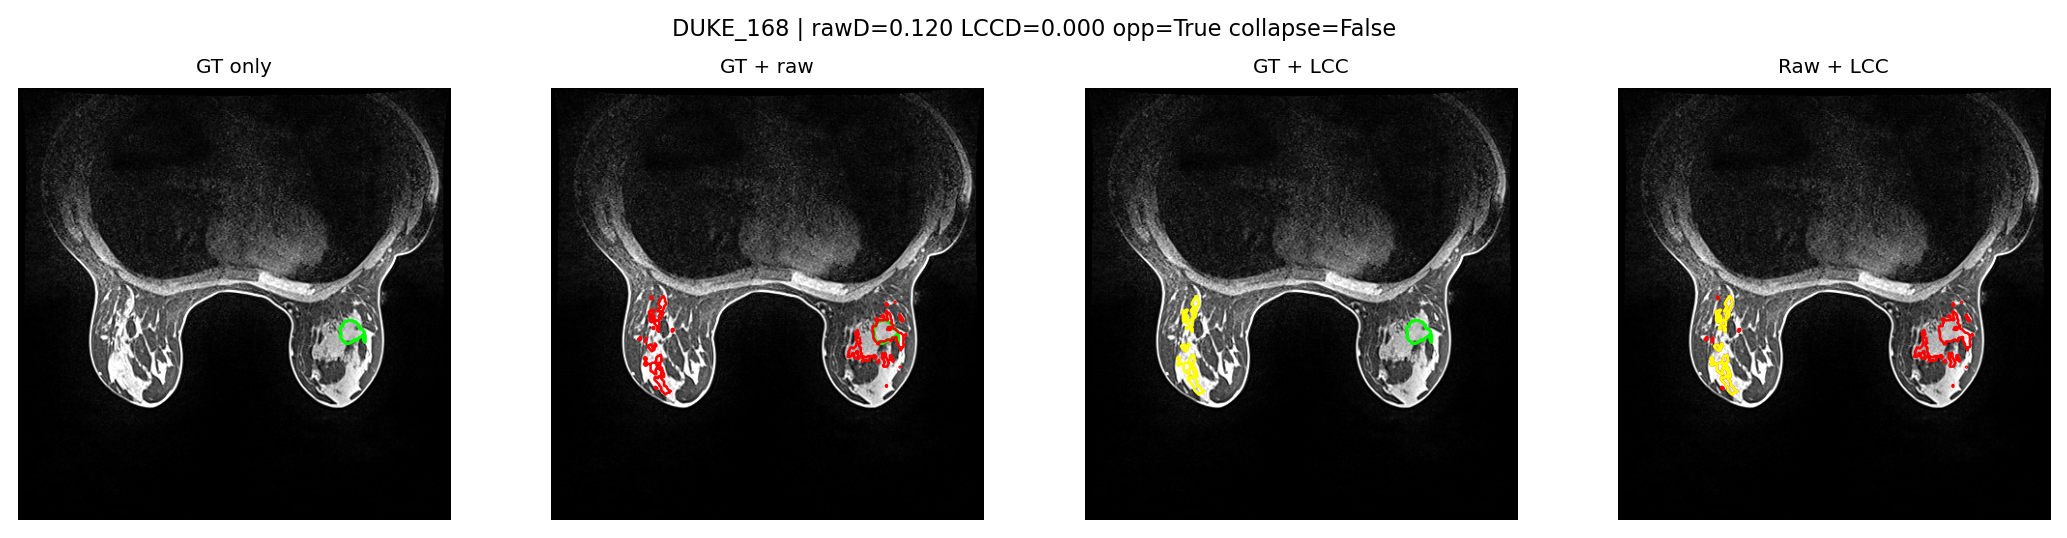 DUKE_168 | rawD=0.120 LCCD=0.000 opp=True collapse=False
GT only
GT + raw
GT + LCC
Raw + LCC